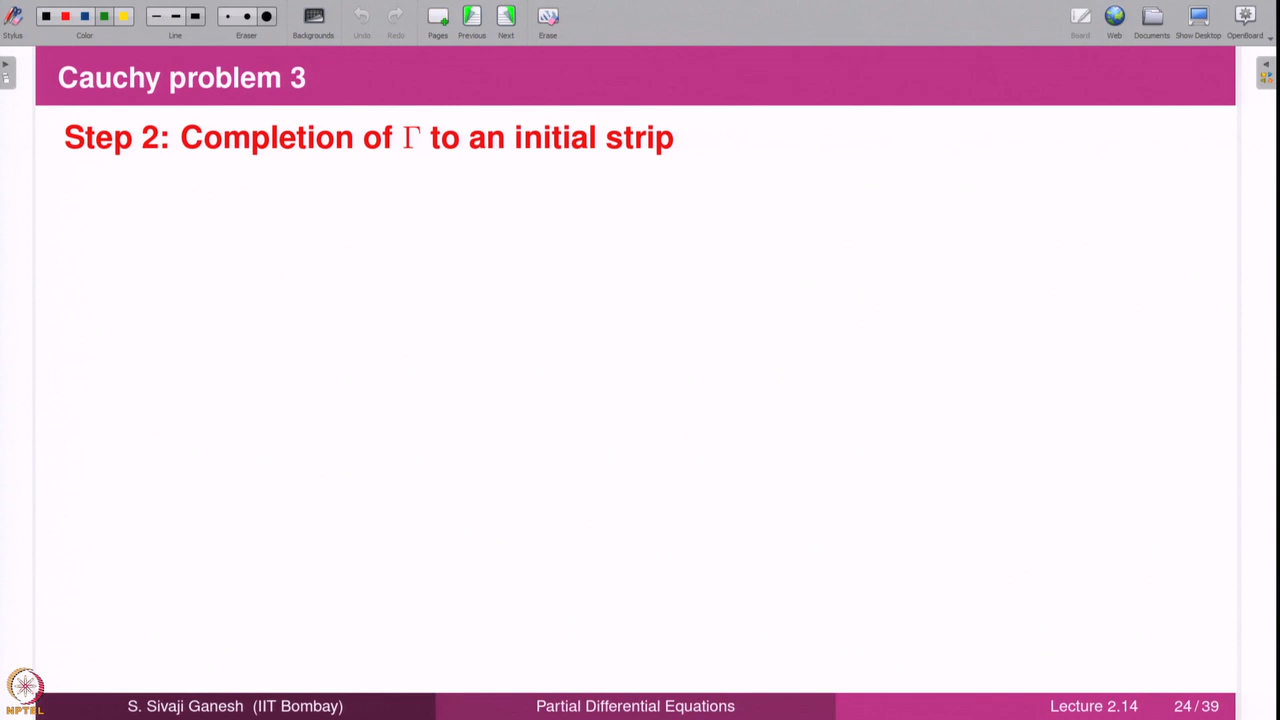 Stylus Color Line Eraser Backgrounds Undo Redo Pages Previous Next Erase Board Web Documents Show Desktop OpenBoard
Cauchy problem 3
Step 2: Completion of Γ to an initial strip
NPTEL
S. Sivaji Ganesh (IIT Bombay) Partial Differential Equations Lecture 2.14 24/39